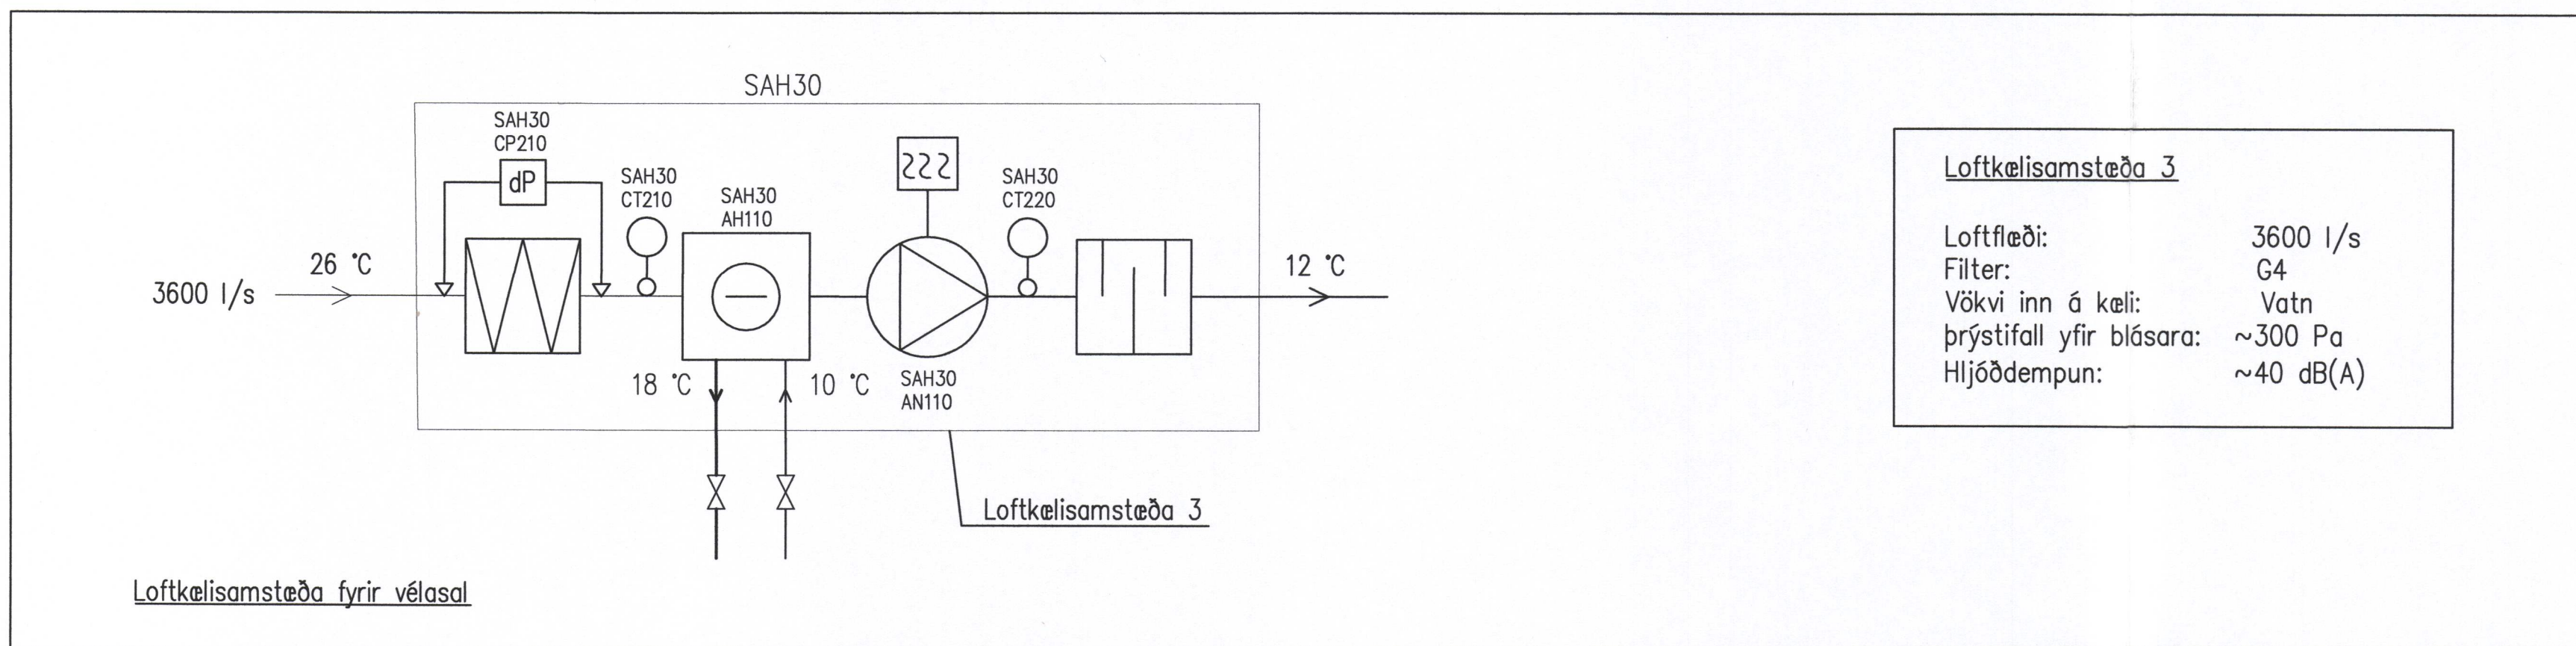 SAH30
SAH30
CP210
dP
SAH30
CT210
SAH30
AH110
SAH30
CT220
3600 l/s
26 °C
12 °C
18 °C
10 °C
SAH30
AN110
Loftkælisamstæða 3
Loftkælisamstæða fyrir vélasal
Loftkælisamstæða 3
Loftflæði: 3600 l/s
Filter: G4
Vökvi inn á kæli: Vatn
þrýstifall yfir blásara: ~300 Pa
Hljóðdempun: ~40 dB(A)